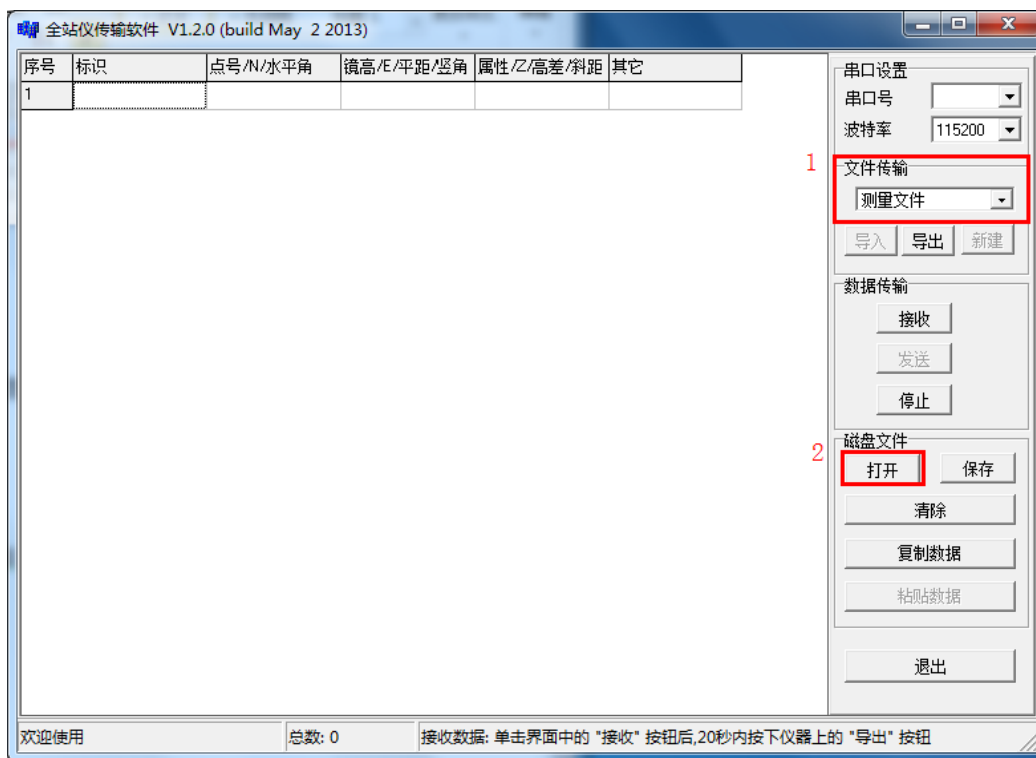 全站仪传输软件 V1.2.0 (build May 2 2013)
序号 标识 点号/N/水平角 镜高/E/平距/竖角 属性/Z/高差/斜距 其它
1
串口设置
串口号
波特率 115200
1
文件传输
测量文件
导入 导出 新建
数据传输
接收
发送
停止
2
磁盘文件
打开 保存
清除
复制数据
粘贴数据
退出
欢迎使用 总数: 0 接收数据: 单击界面中的 "接收" 按钮后,20秒内按下仪器上的 "导出" 按钮